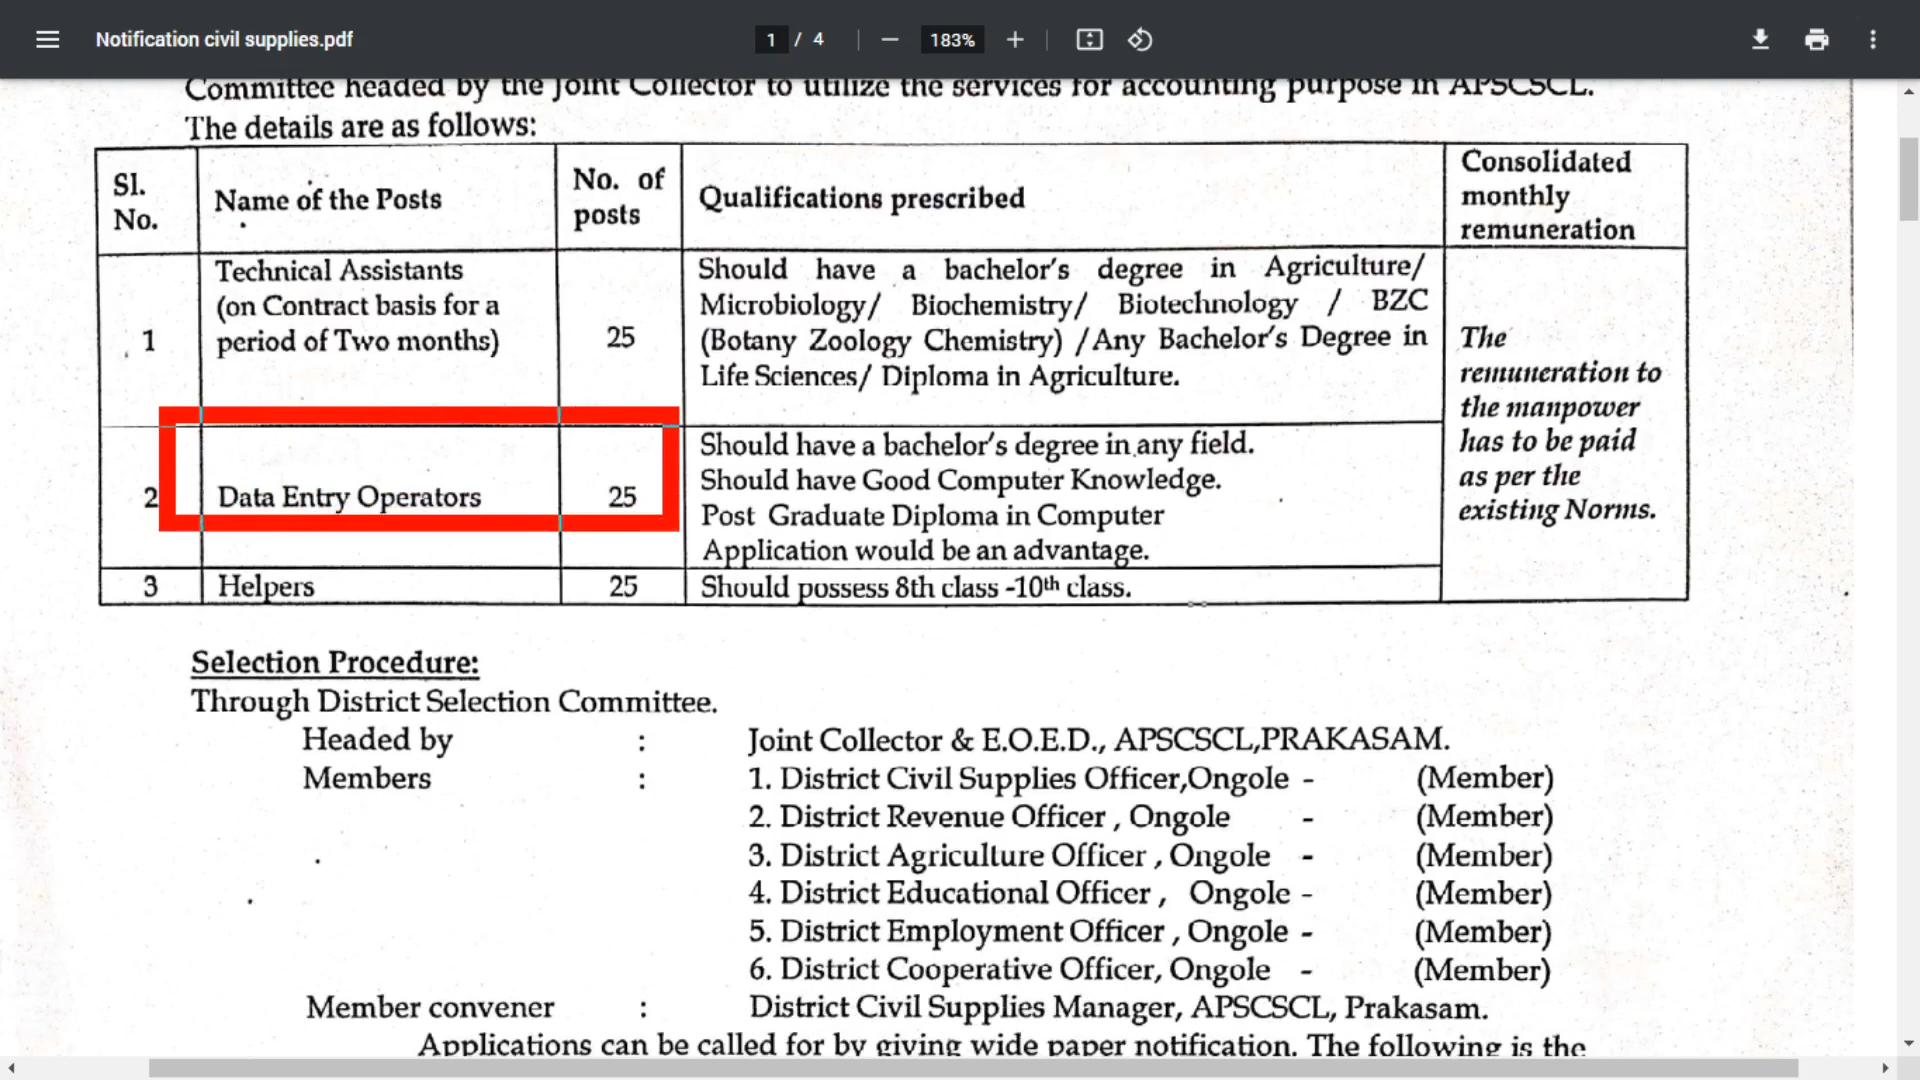 Notification civil supplies.pdf
1 / 4
183%
Committee headed by the Joint Collector to utilize the services for accounting purpose in APSCSCL.
The details are as follows:
Sl. No.
Name of the Posts
No. of posts
Qualifications prescribed
Consolidated monthly remuneration
1
Technical Assistants
(on Contract basis for a
period of Two months)
25
Should have a bachelor's degree in Agriculture/
Microbiology/ Biochemistry/ Biotechnology / BZC
(Botany Zoology Chemistry) /Any Bachelor's Degree in
Life Sciences/ Diploma in Agriculture.
The
remuneration to
the manpower
has to be paid
as per the
existing Norms.
2
Data Entry Operators
25
Should have a bachelor's degree in any field.
Should have Good Computer Knowledge.
Post Graduate Diploma in Computer
Application would be an advantage.
3
Helpers
25
Should possess 8th class -10th class.
Selection Procedure:
Through District Selection Committee.
Headed by : Joint Collector & E.O.E.D., APSCSCL,PRAKASAM.
Members : 1. District Civil Supplies Officer,Ongole - (Member)
2. District Revenue Officer , Ongole - (Member)
3. District Agriculture Officer , Ongole - (Member)
4. District Educational Officer , Ongole - (Member)
5. District Employment Officer , Ongole - (Member)
6. District Cooperative Officer, Ongole - (Member)
Member convener : District Civil Supplies Manager, APSCSCL, Prakasam.
Applications can be called for by giving wide paper notification. The following is the